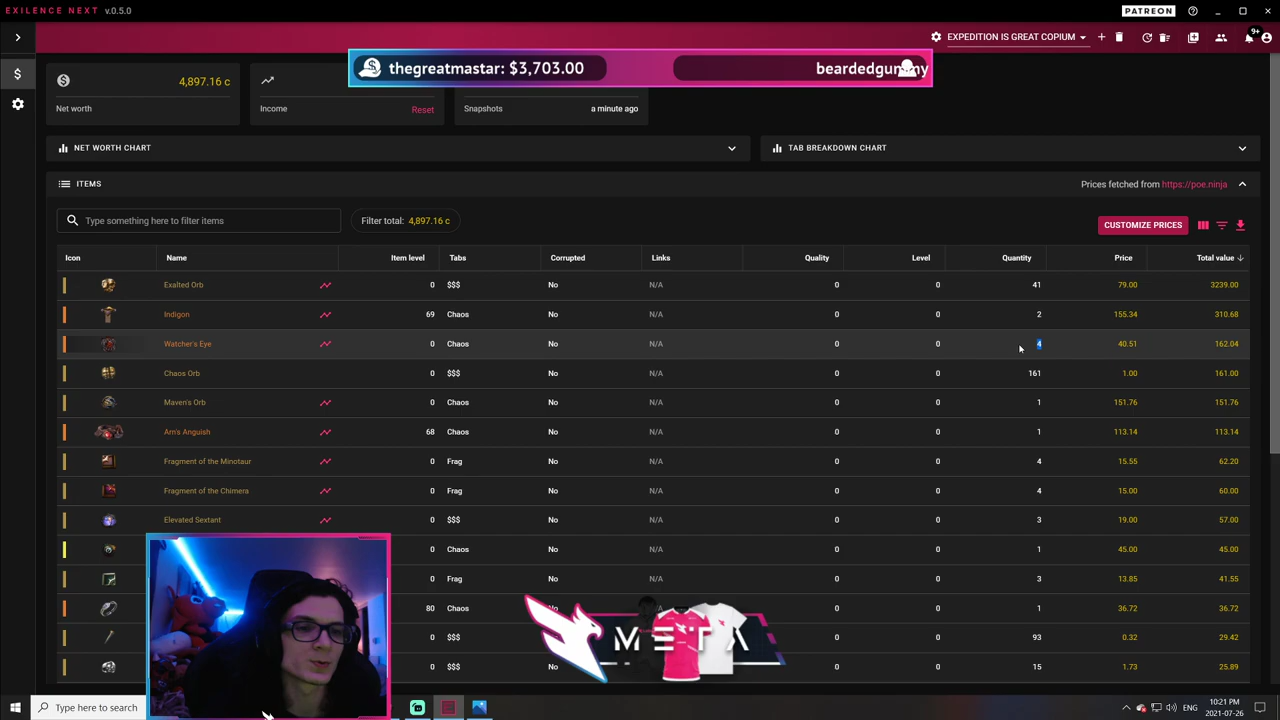 EXILENCE NEXT v.0.5.0
PATREON
EXPEDITION IS GREAT COPIUM
9+
thegreatmastar: $3,703.00
4,897.16 c
Net worth
Income
Reset
Snapshots
a minute ago
NET WORTH CHART
TAB BREAKDOWN CHART
ITEMS
Prices fetched from https://poe.ninja
Type something here to filter items
Filter total: 4,897.16 c
CUSTOMIZE PRICES
Icon Name Item level Tabs Corrupted Links Quality Level Quantity Price Total value
Exalted Orb 0 $$$ No N/A 0 0 41 79.00 3239.00
Indigon 69 Chaos No N/A 0 0 2 155.34 310.68
Watcher's Eye 0 Chaos No N/A 0 0 4 40.51 162.04
Chaos Orb 0 $$$ No N/A 0 0 161 1.00 161.00
Maven's Orb 0 Chaos No N/A 0 0 1 151.76 151.76
Arn's Anguish 68 Chaos No N/A 0 0 1 113.14 113.14
Fragment of the Minotaur 0 Frag No N/A 0 0 4 15.55 62.20
Fragment of the Chimera 0 Frag No N/A 0 0 4 15.00 60.00
Elevated Sextant 0 $$$ No N/A 0 0 3 19.00 57.00
0 Chaos No N/A 0 0 1 45.00 45.00
0 Frag No N/A 0 0 3 13.85 41.55
80 Chaos No N/A 0 0 1 36.72 36.72
0 $$$ No N/A 0 0 93 0.32 29.42
0 $$$ No N/A 0 0 15 1.73 25.89
META
Type here to search
ENG
10:21 PM
2021-07-26